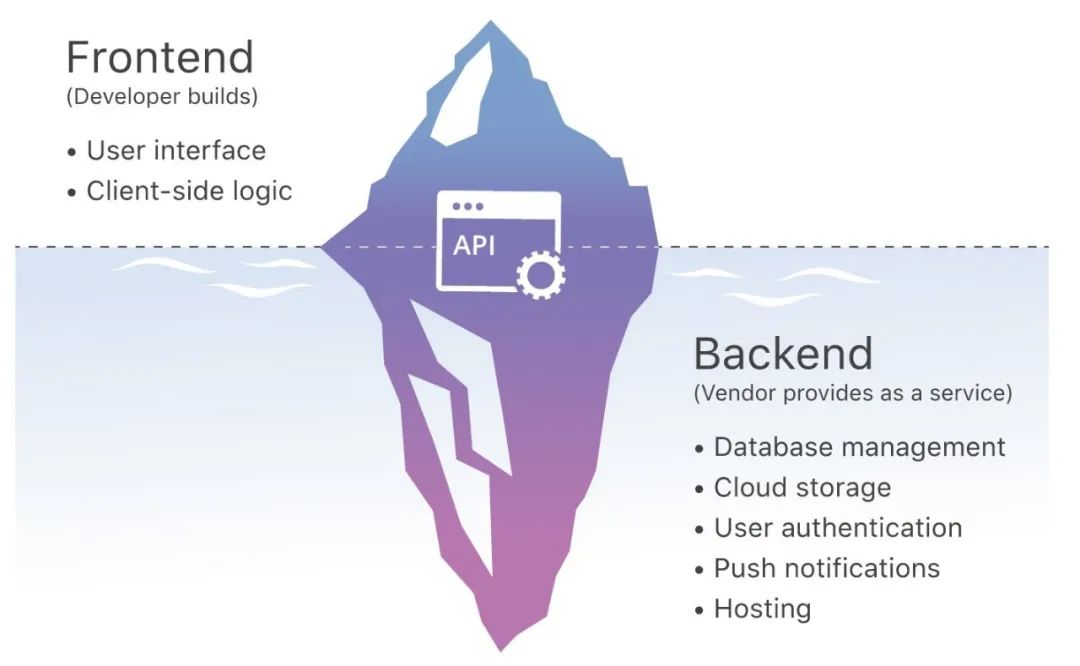 Frontend
(Developer builds)
• User interface
• Client-side logic
API
Backend
(Vendor provides as a service)
• Database management
• Cloud storage
• User authentication
• Push notifications
• Hosting